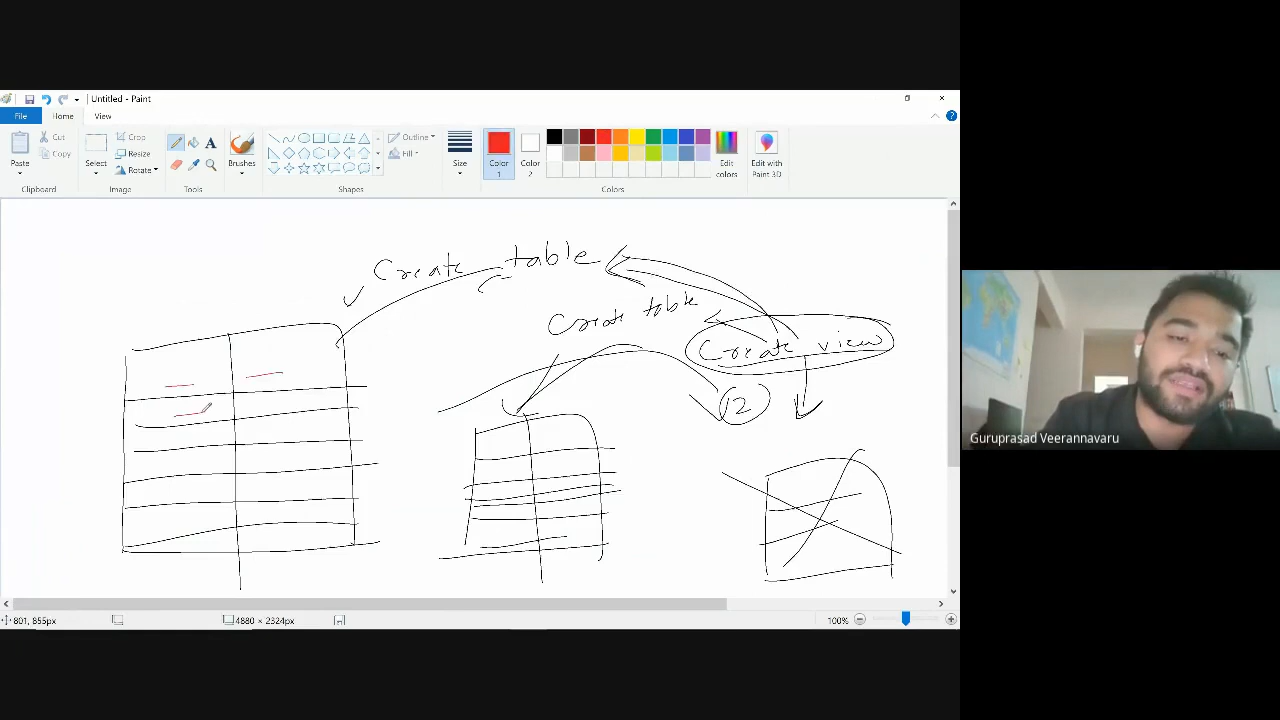 Untitled - Paint
File
Home
View
Paste
Cut
Copy
Clipboard
Select
Crop
Resize
Rotate
Image
Tools
Brushes
Shapes
Outline
Fill
Size
Color 1
Color 2
Edit colors
Edit with Paint 3D
Colors
Create table
Create table
Create view
12
Guruprasad Veerannavaru
801, 855px
4880 × 2324px
100%